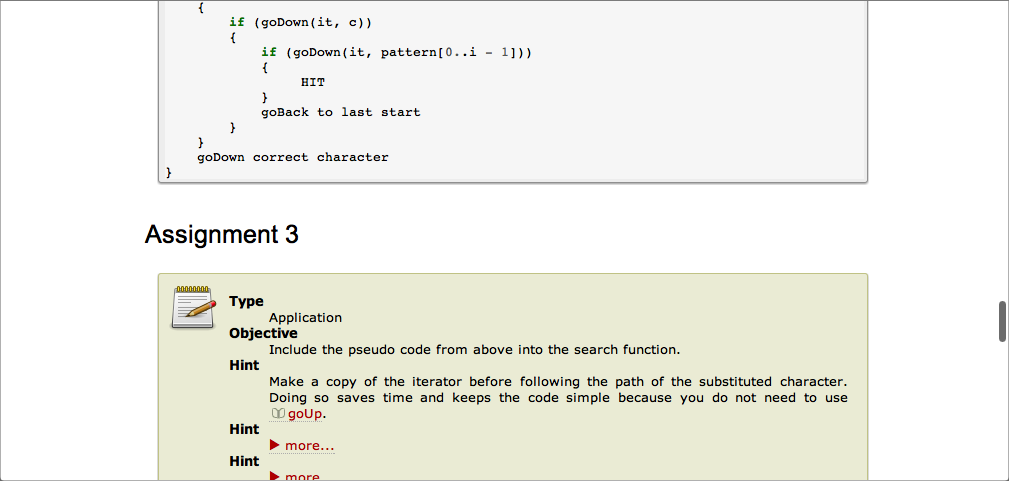 {
if (goDown(it, c))
{
if (goDown(it, pattern[0..i - 1]))
{
HIT
}
goBack to last start
}
}
goDown correct character
}
Assignment 3
Type
Application
Objective
Include the pseudo code from above into the search function.
Hint
Make a copy of the iterator before following the path of the substituted character.
Doing so saves time and keeps the code simple because you do not need to use
goUp.
Hint
more...
Hint
more